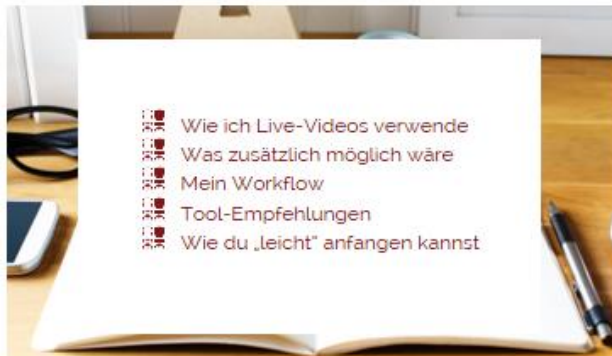 Wie ich Live-Videos verwende
Was zusätzlich möglich wäre
Mein Workflow
Tool-Empfehlungen
Wie du „leicht“ anfangen kannst